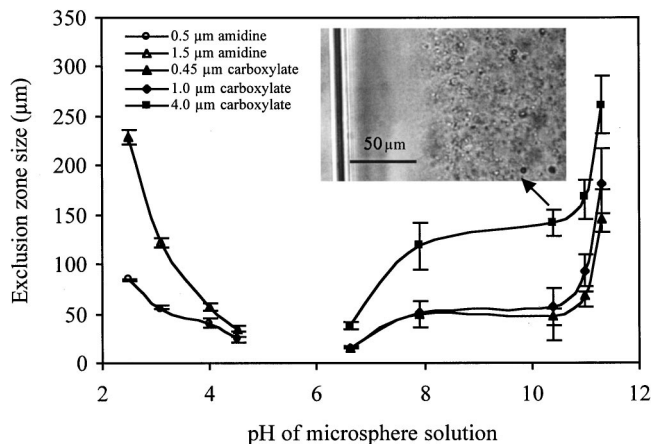 350
300
250
200
150
100
50
0
Exclusion zone size (µm)
0.5 µm amidine
1.5 µm amidine
0.45 µm carboxylate
1.0 µm carboxylate
4.0 µm carboxylate
50 µm
2
4
6
8
10
12
pH of microsphere solution